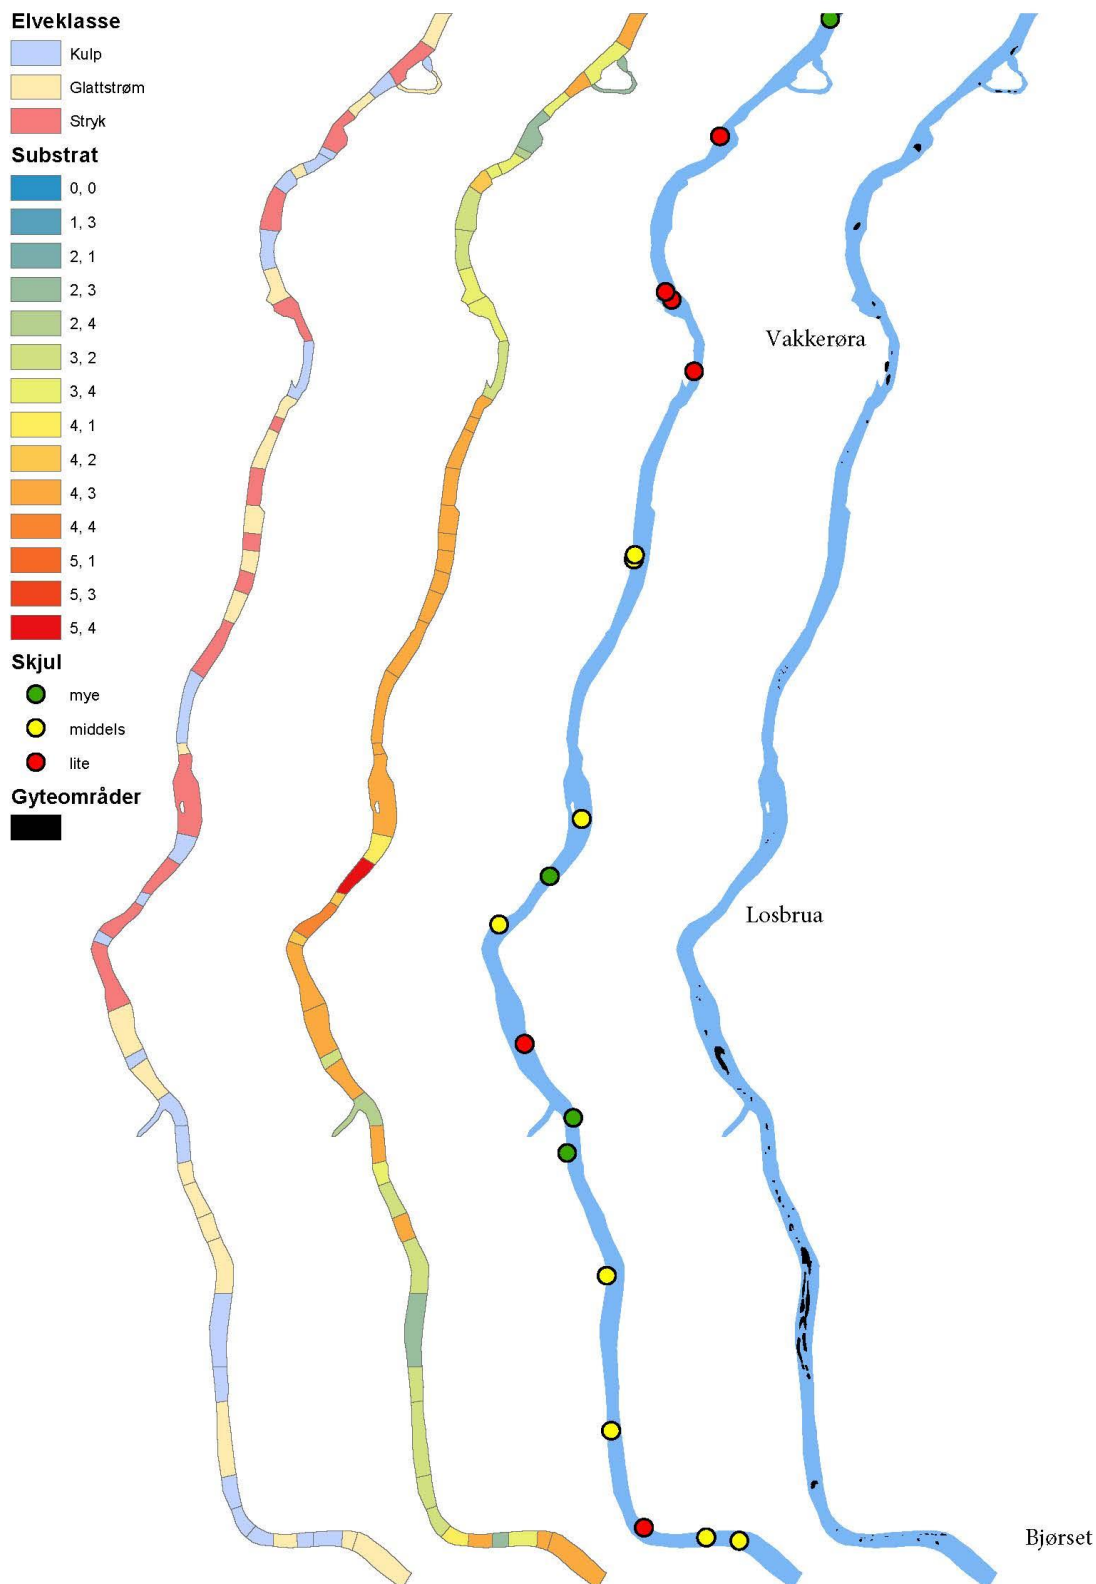 Elveklasse
Kulp
Glattstrøm
Stryk
Substrat
0, 0
1, 3
2, 1
2, 3
2, 4
3, 2
3, 4
4, 1
4, 2
4, 3
4, 4
5, 1
5, 3
5, 4
Skjul
mye
middels
lite
Gyteområder
Vakkerøra
Losbrua
Bjørset